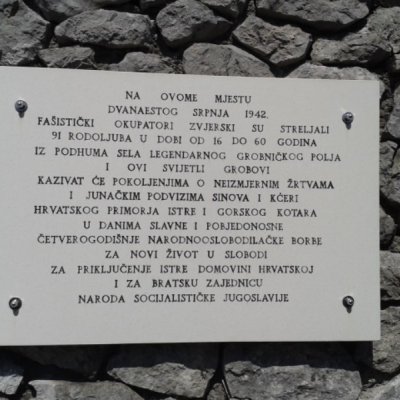 NA OVOME MJESTU
DVANAESTOG SRPNJA 1942.
FAŠISTIČKI OKUPATORI ZVJERSKI SU STRELJALI
91 RODOLJUBA U DOBI OD 16 DO 60 GODINA
IZ PODHUMA SELA LEGENDARNOG GROBNIČKOG POLJA
I OVI SVIJETLI GROBOVI
KAZIVAT ĆE POKOLJENJIMA O NEIZMJERNIM ŽRTVAMA
I JUNAČKIM PODVIZIMA SINOVA I KĆERI
HRVATSKOG PRIMORJA ISTRE I GORSKOG KOTARA
U DANIMA SLAVNE I POBJEDONOSNE
ČETVEROGODIŠNJE NARODNOOSLOBODILAČKE BORBE
ZA NOVI ŽIVOT U SLOBODI
ZA PRIKLJUČENJE ISTRE DOMOVINI HRVATSKOJ
I ZA BRATSKU ZAJEDNICU
NARODA SOCIJALISTIČKE JUGOSLAVIJE